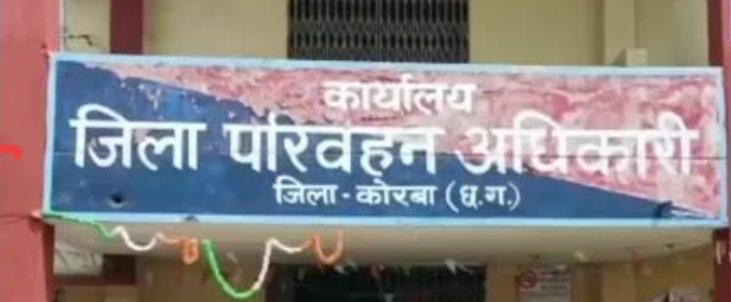 कार्यालय
जिला परिवहन अधिकारी
जिला - कोरबा (छ.ग.)